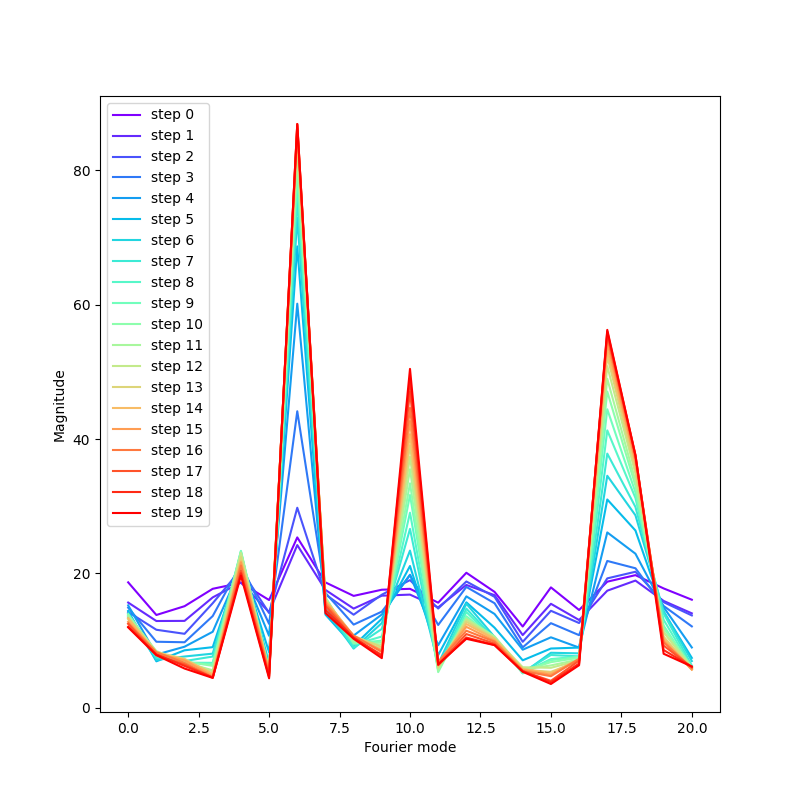 step 0
step 1
step 2
step 3
step 4
step 5
step 6
step 7
step 8
step 9
step 10
step 11
step 12
step 13
step 14
step 15
step 16
step 17
step 18
step 19
80
60
40
20
0
Magnitude
0.0 2.5 5.0 7.5 10.0 12.5 15.0 17.5 20.0
Fourier mode